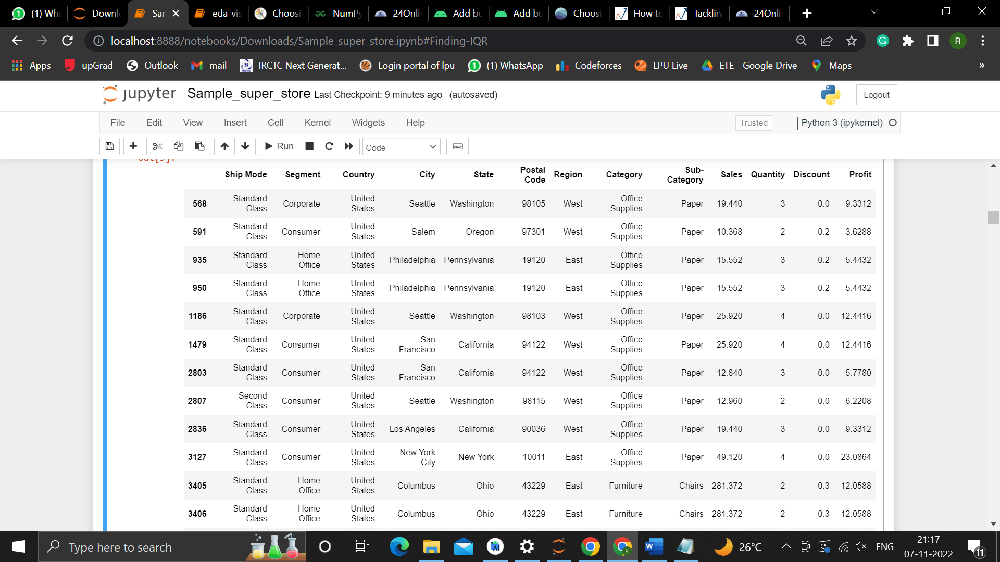 (1) Wha
Downl
San
eda-vis
Choosi
NumPy
24Onli
Add bu
Add bu
Choosi
How to
Tackling
24Onli
localhost:8888/notebooks/Downloads/Sample_super_store.ipynb#Finding-IQR
R
Apps upGrad Outlook mail IRCTC Next Generat... Login portal of lpu (1) WhatsApp Codeforces LPU Live ETE - Google Drive Maps »
jupyter Sample_super_store Last Checkpoint: 9 minutes ago (autosaved) Logout
File Edit View Insert Cell Kernel Widgets Help Trusted Python 3 (ipykernel)
Run Code
Ship Mode Segment Country City State Postal Code Region Category Sub-Category Sales Quantity Discount Profit
568 Standard Class Corporate United States Seattle Washington 98105 West Office Supplies Paper 19.440 3 0.0 9.3312
591 Standard Class Consumer United States Salem Oregon 97301 West Office Supplies Paper 10.368 2 0.2 3.6288
935 Standard Class Home Office United States Philadelphia Pennsylvania 19120 East Office Supplies Paper 15.552 3 0.2 5.4432
950 Standard Class Home Office United States Philadelphia Pennsylvania 19120 East Office Supplies Paper 15.552 3 0.2 5.4432
1186 Standard Class Corporate United States Seattle Washington 98103 West Office Supplies Paper 25.920 4 0.0 12.4416
1479 Standard Class Consumer United States San Francisco California 94122 West Office Supplies Paper 25.920 4 0.0 12.4416
2803 Standard Class Consumer United States San Francisco California 94122 West Office Supplies Paper 12.840 3 0.0 5.7780
2807 Second Class Consumer United States Seattle Washington 98115 West Office Supplies Paper 12.960 2 0.0 6.2208
2836 Standard Class Consumer United States Los Angeles California 90036 West Office Supplies Paper 19.440 3 0.0 9.3312
3127 Standard Class Consumer United States New York City New York 10011 East Office Supplies Paper 49.120 4 0.0 23.0864
3405 Standard Class Home Office United States Columbus Ohio 43229 East Furniture Chairs 281.372 2 0.3 -12.0588
3406 Standard Class Home Office United States Columbus Ohio 43229 East Furniture Chairs 281.372 2 0.3 -12.0588
Type here to search
26°C
ENG
21:17
07-11-2022
11